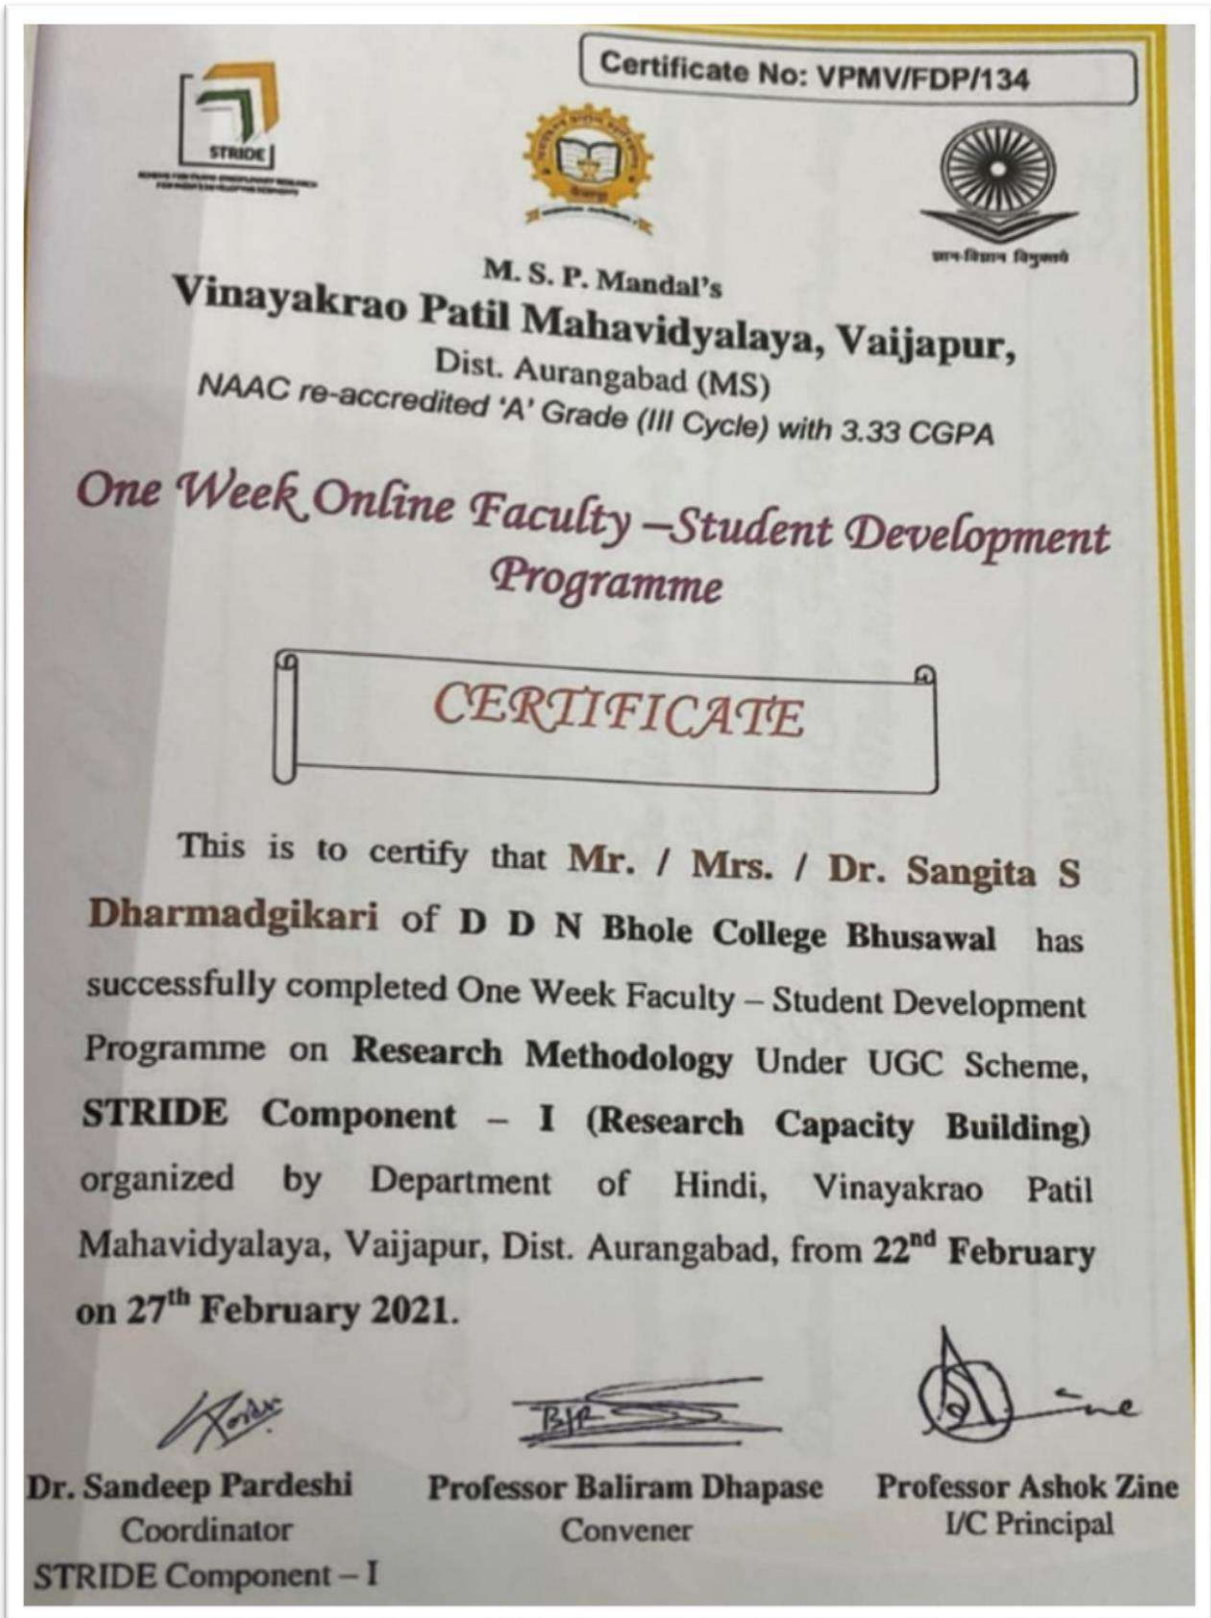 Certificate No: VPMV/FDP/134
STRIDE
ज्ञान-विज्ञान विमुक्तये
M. S. P. Mandal's
Vinayakrao Patil Mahavidyalaya, Vaijapur,
Dist. Aurangabad (MS)
NAAC re-accredited 'A' Grade (III Cycle) with 3.33 CGPA
One Week Online Faculty –Student Development
Programme
CERTIFICATE
This is to certify that Mr. / Mrs. / Dr. Sangita S
Dharmadgikari of D D N Bhole College Bhusawal has
successfully completed One Week Faculty – Student Development
Programme on Research Methodology Under UGC Scheme,
STRIDE Component – I (Research Capacity Building)
organized by Department of Hindi, Vinayakrao Patil
Mahavidyalaya, Vaijapur, Dist. Aurangabad, from 22nd February
on 27th February 2021.
Dr. Sandeep Pardeshi Professor Baliram Dhapase Professor Ashok Zine
Coordinator Convener I/C Principal
STRIDE Component – I